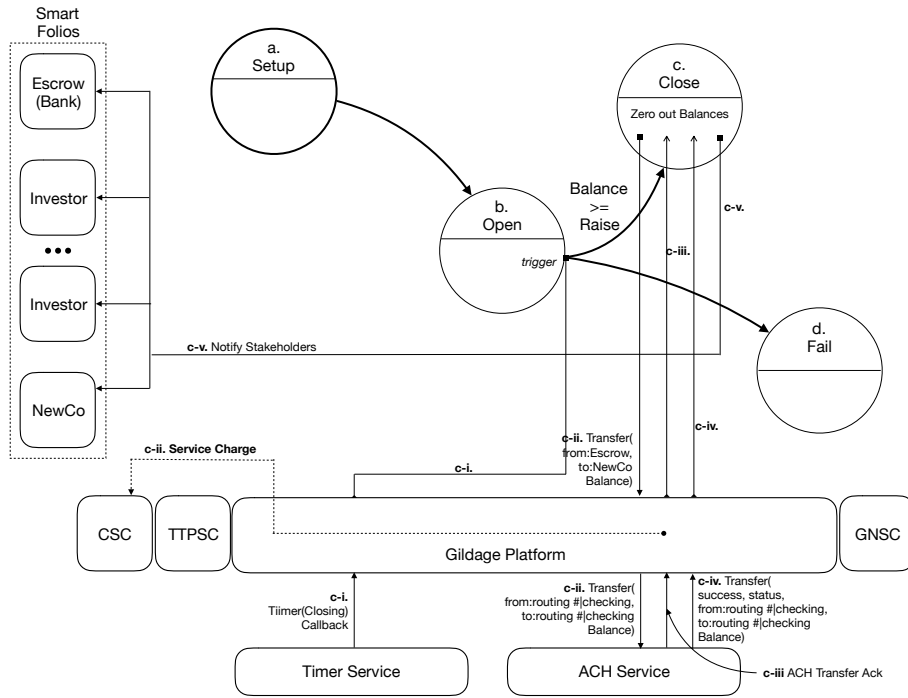 Smart
Folios
Escrow
(Bank)
Investor
•••
Investor
NewCo
a.
Setup
b.
Open
trigger
c.
Close
Zero out Balances
Balance
>=
Raise
c-iii.
c-v.
d.
Fail
c-v. Notify Stakeholders
c-iv.
c-ii. Transfer(
from:Escrow,
to:NewCo
Balance)
c-ii. Service Charge
c-i.
CSC
TTPSC
Gildage Platform
GNSC
c-i.
Tiimer(Closing)
Callback
c-ii. Transfer(
from:routing #|checking,
to:routing #|checking
Balance)
c-iv. Transfer(
success, status,
from:routing #|checking,
to:routing #|checking
Balance)
Timer Service
ACH Service
c-iii ACH Transfer Ack